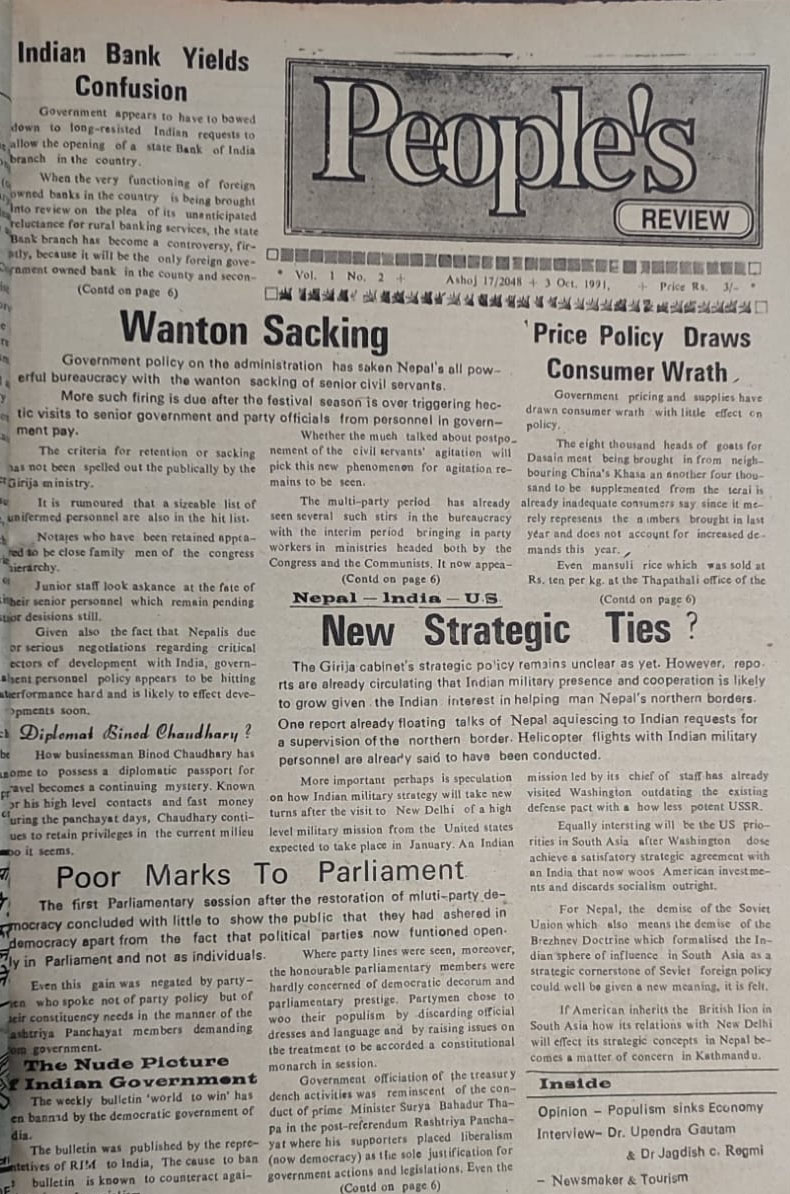 Indian Bank Yields
Confusion
Government appears to have to bowed
down to long-resisted Indian requests to
allow the opening of a state Bank of India
branch in the country.
When the very functioning of foreign
owned banks in the country is being brought
into review on the plea of its unanticipated
reluctance for rural banking services, the state
Bank branch has become a controversy, fir-
stly, because it will be the only foreign gove-
rnment owned bank in the county and secon-
(Contd on page 6)
People's
REVIEW
* Vol. 1 No. 2 + Ashoj 17/2048 + 3 Oct. 1991, + Price Rs. 3/- *
Wanton Sacking
Government policy on the administration has saken Nepal's all pow-
erful bureaucracy with the wanton sacking of senior civil servants.
More such firing is due after the festival season is over triggering hec-
tic visits to senior government and party officials from personnel in govern-
ment pay.
The criteria for retention or sacking
has not been spelled out the publically by the
Girija ministry.
It is rumoured that a sizeable list of
unifermed personnel are also in the hit list.
Notajes who have been retained appea-
red to be close family men of the congress
hierarchy.
Junior staff look askance at the fate of
their senior personnel which remain pending
desisions still.
Given also the fact that Nepalis due
or serious negotiations regarding critical
ectors of development with India, govern-
ment personnel policy appears to be hitting
performance hard and is likely to effect deve-
opments soon.
Whether the much talked about postpo-
nement of the civil servants' agitation will
pick this new phenomenon for agitation re-
mains to be seen.
The multi-party period has already
seen several such stirs in the bureaucracy
with the interim period bringing in party
workers in ministries headed both by the
Congress and the Communists. It now appea-
(Contd on page 6)
'Price Policy Draws
Consumer Wrath
Government pricing and supplies have
drawn consumer wrath with little effect on
policy.
The eight thousand heads of goats for
Dasain meat being brought in from neigh-
bouring China's Khasa an another four thou-
sand to be supplemented from the terai is
already inadequate consumers say since it me-
rely represents the numbers brought in last
year and does not account for increased de-
mands this year.
Even mansuli rice which was sold at
Rs. ten per kg. at the Thapathali office of the
(Contd on page 6)
Diplomat Binod Chaudhary?
How businessman Binod Chaudhary has
come to possess a diplomatic passport for
travel becomes a continuing mystery. Known
or his high level contacts and fast money
uring the panchayat days, Chaudhary conti-
ues to retain privileges in the current milieu
so it seems.
Nepal — India — U.S.
New Strategic Ties ?
The Girija cabinet's strategic policy remains unclear as yet. However, repo-
rts are already circulating that Indian military presence and cooperation is likely
to grow given the Indian interest in helping man Nepal's northern borders.
One report already floating talks of Nepal aquiescing to Indian requests for
a supervision of the northern border. Helicopter flights with Indian military
personnel are already said to have been conducted.
More important perhaps is speculation
on how Indian military strategy will take new
turns after the visit to New Delhi of a high
level military mission from the United states
expected to take place in January. An Indian
mission led by its chief of staff has already
visited Washington outdating the existing
defense pact with a how less potent USSR.
Equally intersting will be the US prio-
rities in South Asia after Washington dose
achieve a satisfatory strategic agreement with
an India that now woos American investme-
nts and discards socialism outright.
For Nepal, the demise of the Soviet
Union which also means the demise of the
Brezhnev Doctrine which formalised the In-
dian sphere of influence in South Asia as a
strategic cornerstone of Seviet foreign policy
could well be given a new meaning, it is felt.
If American inherits the British lion in
South Asia how its relations with New Delhi
will effect its strategic concepts in Nepal be-
comes a matter of concern in Kathmandu.
Poor Marks To Parliament
The first Parliamentary session after the restoration of mluti-party de-
mocracy concluded with little to show the public that they had ashered in
democracy apart from the fact that political parties now funtioned open-
ly in Parliament and not as individuals.
Even this gain was negated by party-
men who spoke not of party policy but of
their constituency needs in the manner of the
ashtriya Panchayat members demanding
from government.
Where party lines were seen, moreover,
the honourable parliamentary members were
hardly concerned of democratic decorum and
parliamentary prestige. Partymen chose to
woo their populism by discarding official
dresses and language and by raising issues on
the treatment to be accorded a constitutional
monarch in session.
Government officiation of the treasury
dench activities was reminscent of the con-
duct of prime Minister Surya Bahadur Tha-
pa in the post-referendum Rashtriya Pancha-
yat where his supporters placed liberalism
(now democracy) as the sole justification for
government actions and legislations. Even the
(Contd on page 6)
The Nude Picture
f Indian Government
The weekly bulletin 'world to win' has
en bannad by the democratic government of
dia.
The bulletin was published by the repre-
ntetives of RIM to India, The cause to ban
bulletin is known to counteract agai-
Inside
Opinion – Populism sinks Economy
Interview– Dr. Upendra Gautam
& Dr Jagdish c. Regmi
– Newsmaker & Tourism